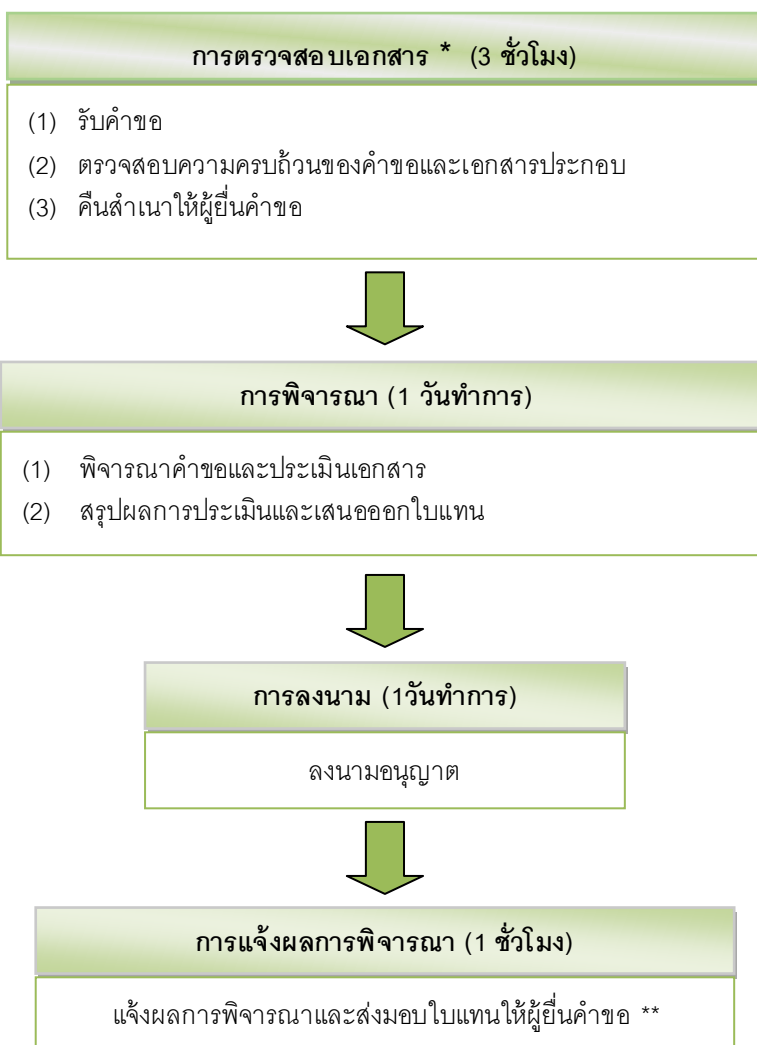 การตรวจสอบเอกสาร * (3 ชั่วโมง)
(1) รับคำขอ
(2) ตรวจสอบความครบถ้วนของคำขอและเอกสารประกอบ
(3) คืนสำเนาให้ผู้ยื่นคำขอ
การพิจารณา (1 วันทำการ)
(1) พิจารณาคำขอและประเมินเอกสาร
(2) สรุปผลการประเมินและเสนอออกใบแทน
การลงนาม (1วันทำการ)
ลงนามอนุญาต
การแจ้งผลการพิจารณา (1 ชั่วโมง)
แจ้งผลการพิจารณาและส่งมอบใบแทนให้ผู้ยื่นคำขอ **